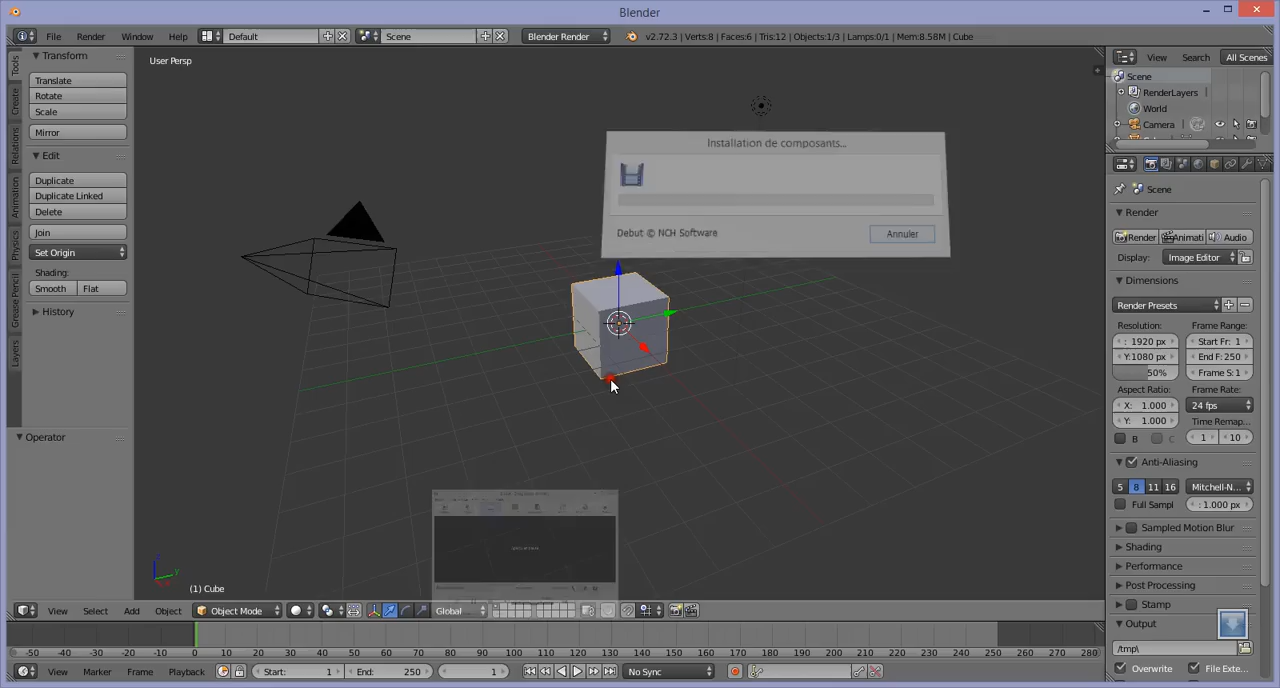 Blender
File Render Window Help Default Scene Blender Render v2.72.3 | Verts:8 | Faces:6 | Tris:12 | Objects:1/3 | Lamps:0/1 | Mem:8.58M | Cube
Tools
Create
Relations
Animation
Physics
Grease Pencil
Layers
Transform
Translate
Rotate
Scale
Mirror
Edit
Duplicate
Duplicate Linked
Delete
Join
Set Origin
Shading:
Smooth Flat
History
Operator
User Persp
Installation de composants...
Debut © NCH Software
Annuler
(1) Cube
View Select Add Object Object Mode Global
View Search All Scenes
Scene
RenderLayers
World
Camera
Scene
Render
Render Animati Audio
Display: Image Editor
Dimensions
Render Presets
Resolution: Frame Range:
: 1920 px Start Fr: 1
Y:1080 px End F: 250
50% Frame S: 1
Aspect Ratio: Frame Rate:
X: 1.000 24 fps
Y: 1.000 Time Remap...
B C 1 10
Anti-Aliasing
5 8 11 16 Mitchell-N...
Full Sampl : 1.000 px
Sampled Motion Blur
Shading
Performance
Post Processing
Stamp
Output
/tmp\
Overwrite File Exte...
-50 -40 -30 -20 -10 0 10 20 30 40 50 60 70 80 90 100 110 120 130 140 150 160 170 180 190 200 210 220 230 240 250 260 270 280
View Marker Frame Playback Start: 1 End: 250 1 No Sync